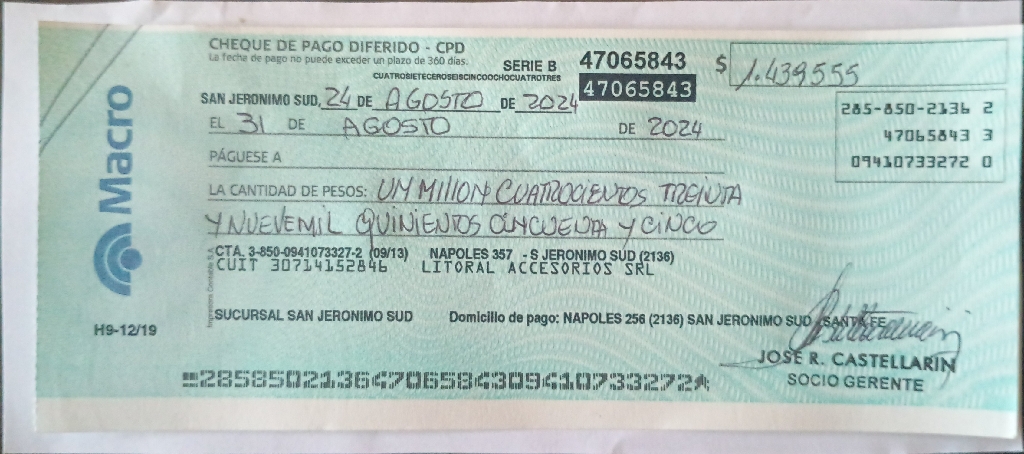 CHEQUE DE PAGO DIFERIDO - CPD
La fecha de pago no puede exceder un plazo de 360 días.
SERIE B 47065843
$ 1.439555
CUATROSIETECEROSEISCINCOOCHOCUATROTRES
47065843
SAN JERONIMO SUD, 24 DE AGOSTO DE 2024
EL 31 DE AGOSTO DE 2024
285-850-2136 2
47065843 3
09410733272 0
PÁGUESE A
LA CANTIDAD DE PESOS: UN MILLON CUATROCIENTOS TREINTA
Y NUEVEMIL QUINIENTOS CINCUENTA Y CINCO
Macro
CTA. 3-850-0941073327-2 (09/13) NAPOLES 357 - S JERONIMO SUD (2136)
CUIT 30714152846 LITORAL ACCESORIOS SRL
H9-12/19
SUCURSAL SAN JERONIMO SUD Domicilio de pago: NAPOLES 256 (2136) SAN JERONIMO SUD SANTA FE
JOSE R. CASTELLARIN
SOCIO GERENTE
28585021364706584309410733272